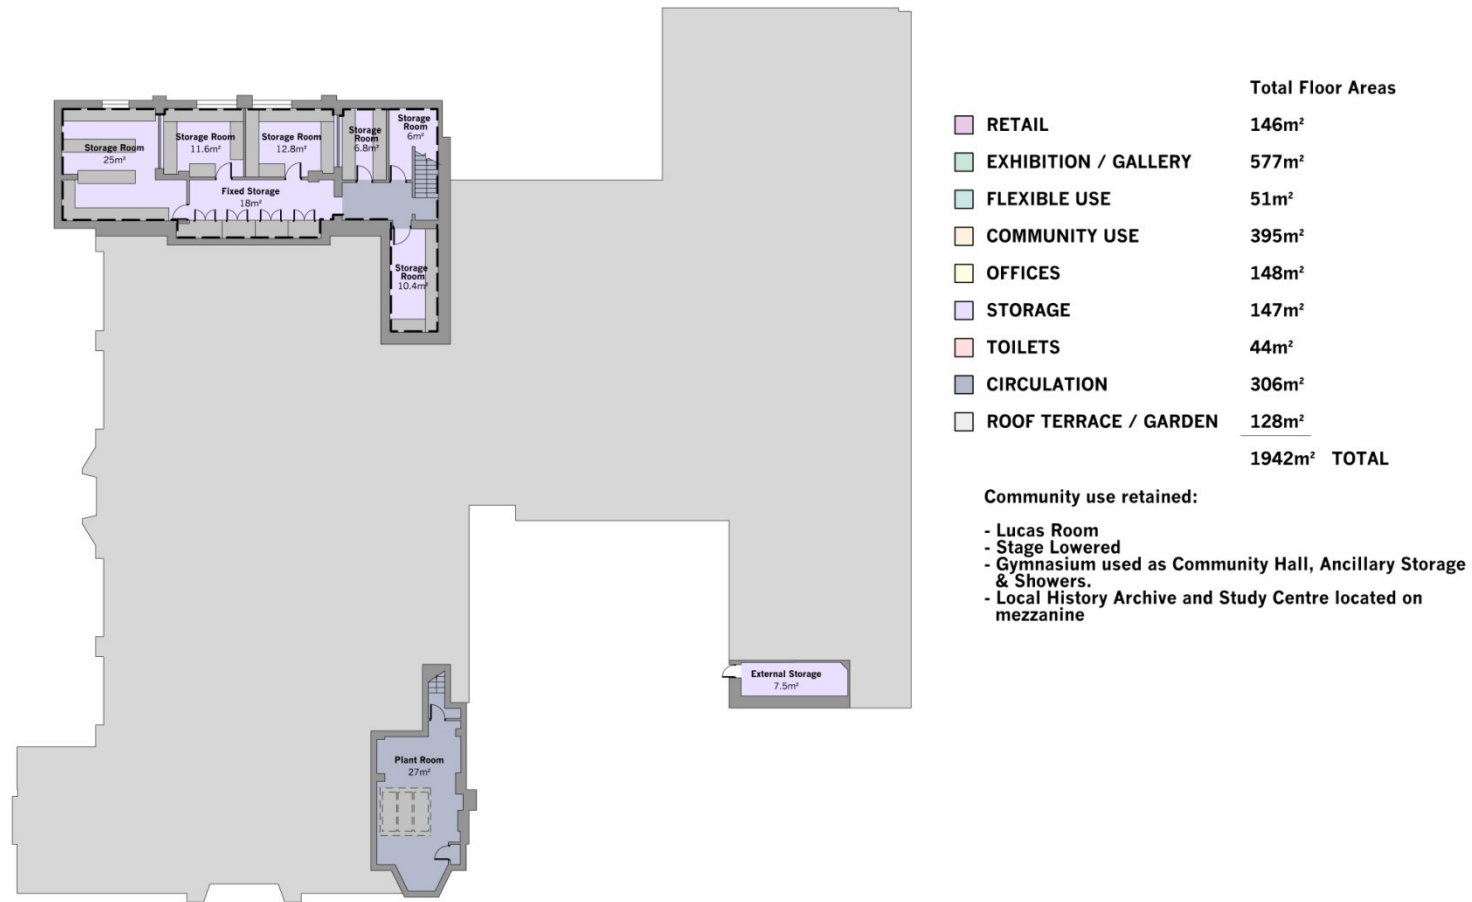 Storage Room
25m²
Storage Room
11.6m²
Storage Room
12.8m²
Storage
Room
6.8m²
Storage
Room
6m²
Fixed Storage
18m²
Storage
Room
10.4m²
External Storage
7.5m²
Plant Room
27m²
Total Floor Areas
RETAIL 146m²
EXHIBITION / GALLERY 577m²
FLEXIBLE USE 51m²
COMMUNITY USE 395m²
OFFICES 148m²
STORAGE 147m²
TOILETS 44m²
CIRCULATION 306m²
ROOF TERRACE / GARDEN 128m²
1942m² TOTAL
Community use retained:
- Lucas Room
- Stage Lowered
- Gymnasium used as Community Hall, Ancillary Storage
& Showers.
- Local History Archive and Study Centre located on
mezzanine